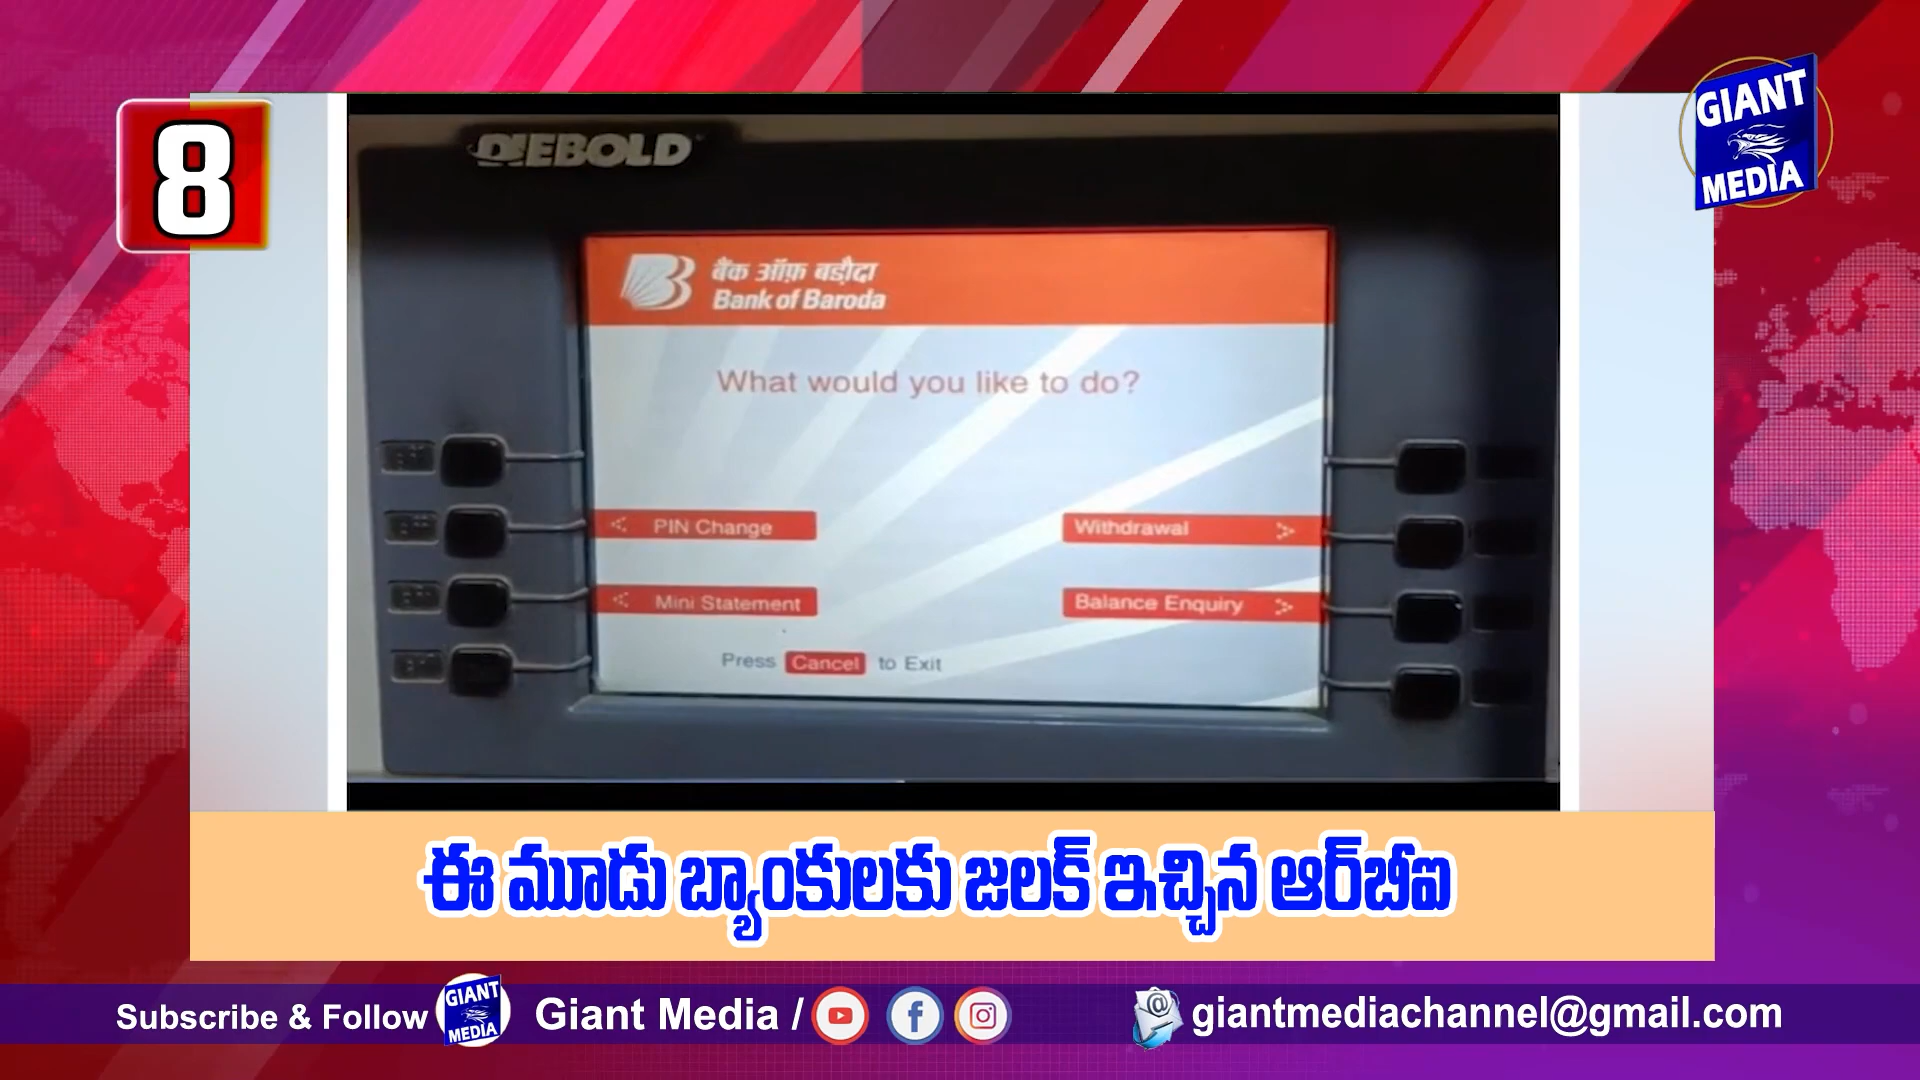 8
GIANT
MEDIA
DIEBOLD
बैंक ऑफ़ बड़ौदा
Bank of Baroda
What would you like to do?
< PIN Change
Withdrawal >
< Mini Statement
Balance Enquiry >
Press Cancel to Exit
ఈ మూడు బ్యాంకులకు జలక్ ఇచ్చిన ఆర్‌బీఐ
Subscribe & Follow GIANT MEDIA Giant Media / giantmediachannel@gmail.com